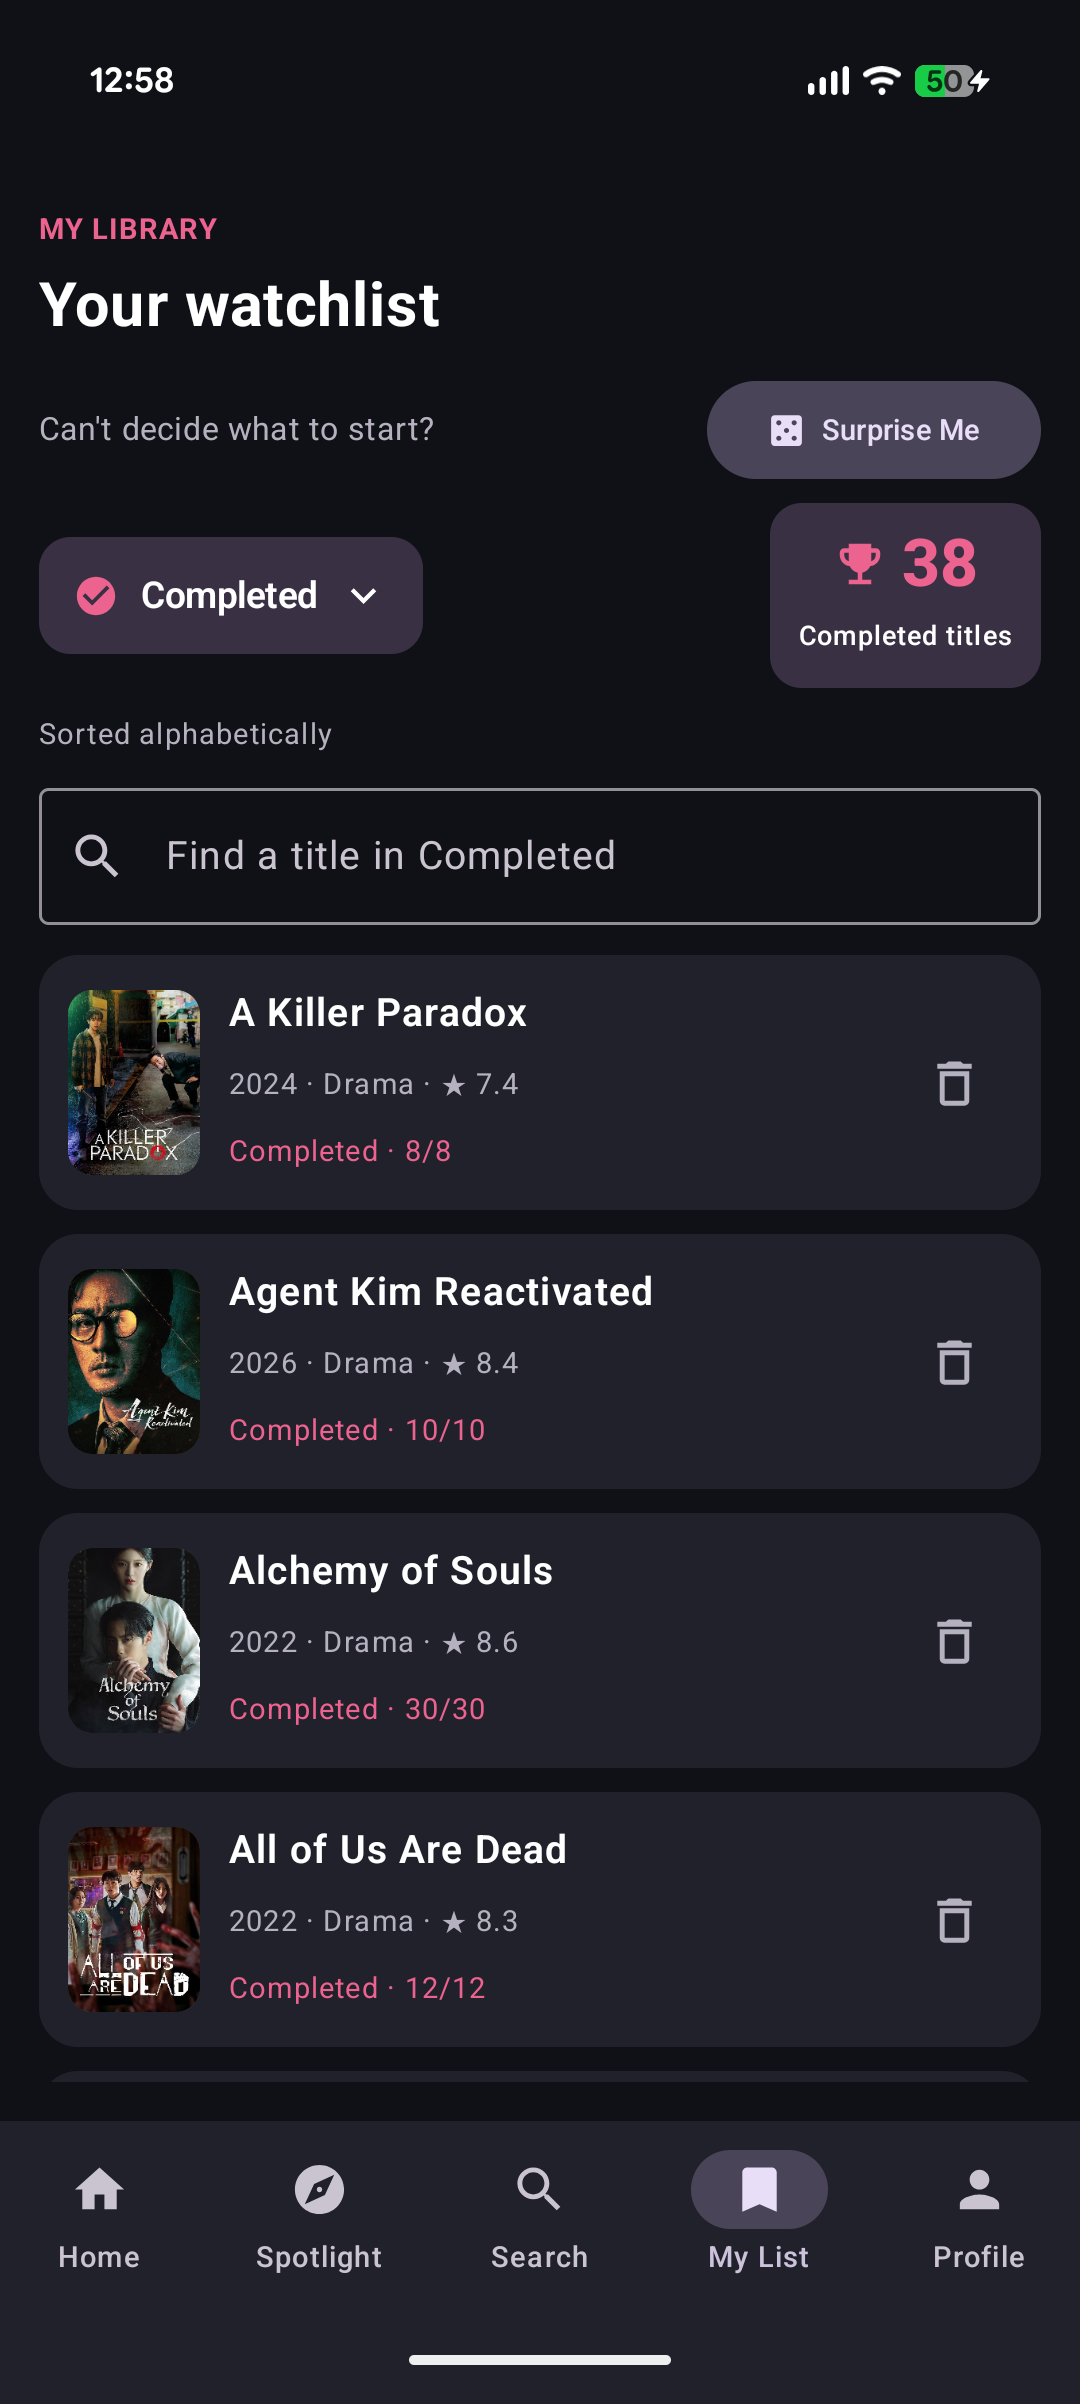 12:58
50
MY LIBRARY
Your watchlist
Can't decide what to start?
Surprise Me
Completed
38
Completed titles
Sorted alphabetically
Find a title in Completed
A KILLER
PARADOX
A Killer Paradox
2024 · Drama · ★ 7.4
Completed · 8/8
Agent Kim
Reactivated
Agent Kim Reactivated
2026 · Drama · ★ 8.4
Completed · 10/10
Alchemy
of
Souls
Alchemy of Souls
2022 · Drama · ★ 8.6
Completed · 30/30
ALL OF US
ARE DEAD
All of Us Are Dead
2022 · Drama · ★ 8.3
Completed · 12/12
Home
Spotlight
Search
My List
Profile